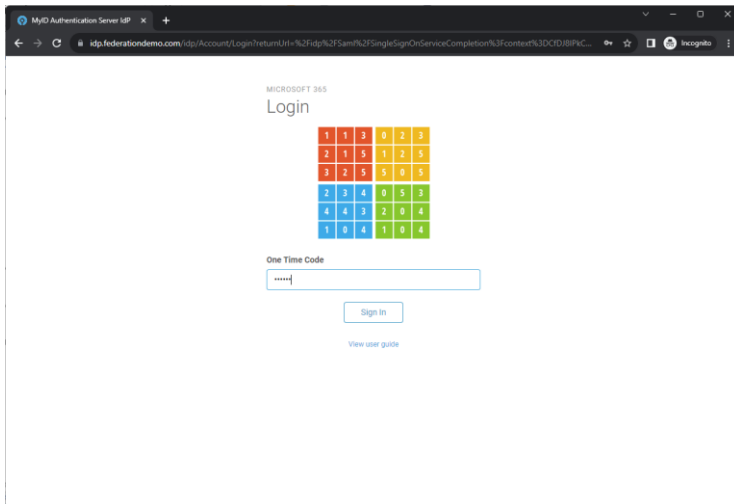 MyID Authentication Server IdP
idp.federationdemo.com/idp/Account/Login?returnUrl=%2Fidp%2FSaml%2FSingleSignOnServiceCompletion%3Fcontext%3DCfDJ8IPkC...
Incognito
MICROSOFT 365
Login
1 1 3 0 2 3
2 1 5 1 2 5
3 2 5 5 0 5
2 3 4 0 5 3
4 4 3 2 0 4
1 0 4 1 0 4
One Time Code
••••••
Sign In
View user guide